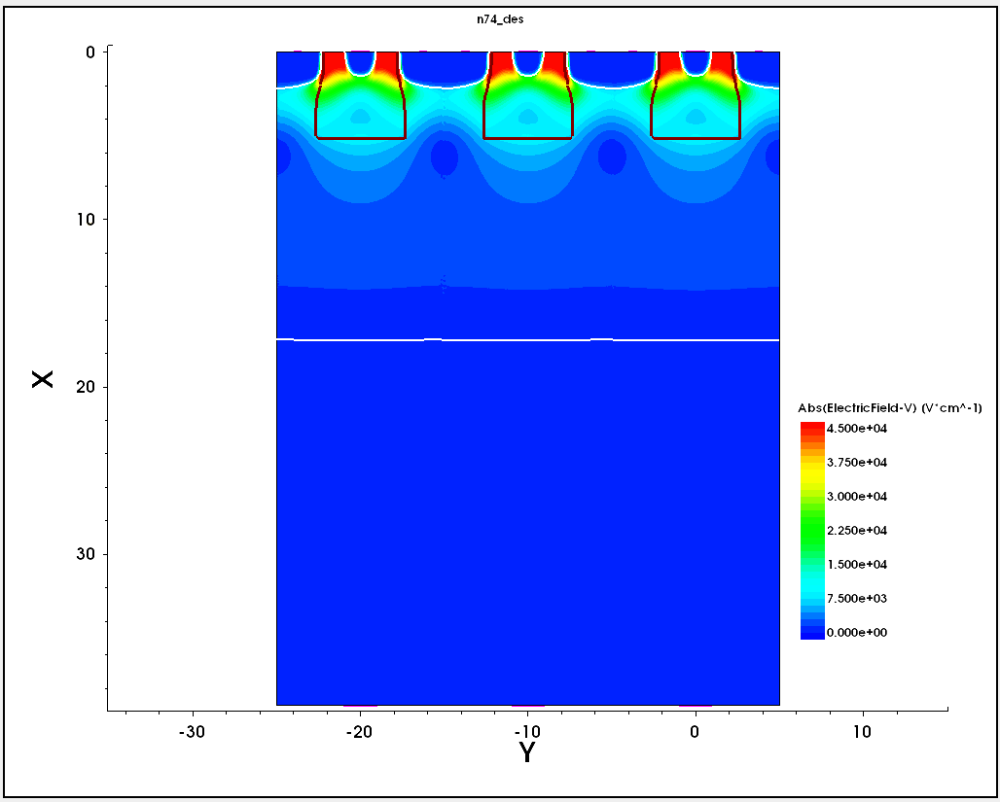 n74_des
0
10
20
30
X
-30
-20
-10
0
10
Y
Abs(ElectricField-V) (V*cm^-1)
4.500e+04
3.750e+04
3.000e+04
2.250e+04
1.500e+04
7.500e+03
0.000e+00